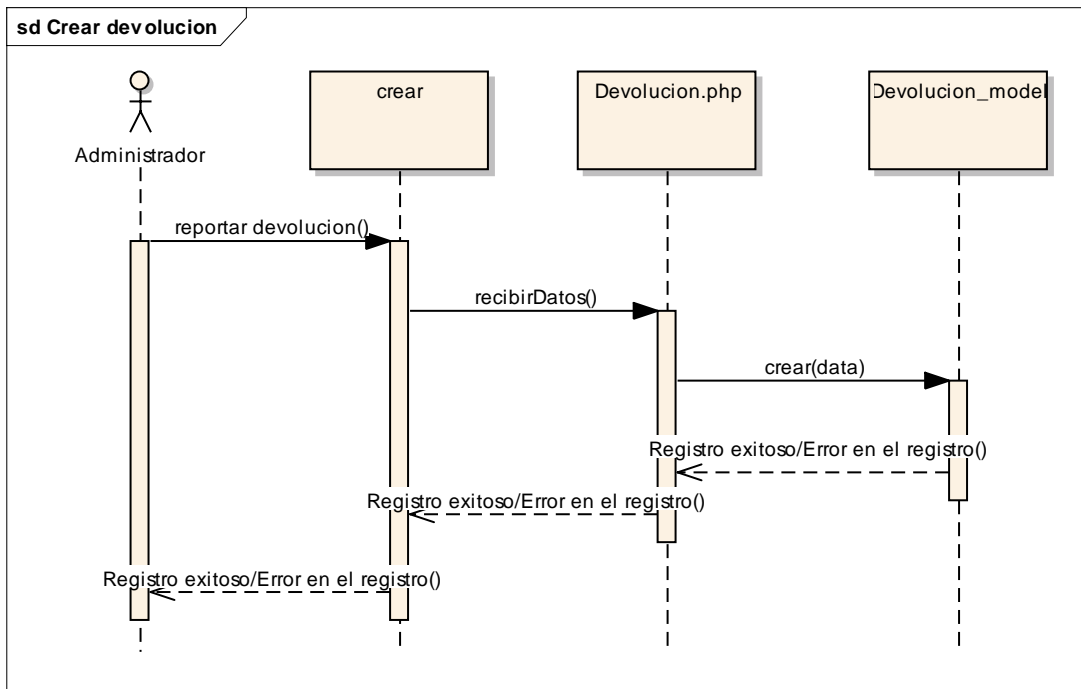 sd Crear devolucion
Administrador
crear
Devolucion.php
Devolucion_model
reportar devolucion()
recibirDatos()
crear(data)
Registro exitoso/Error en el registro()
Registro exitoso/Error en el registro()
Registro exitoso/Error en el registro()